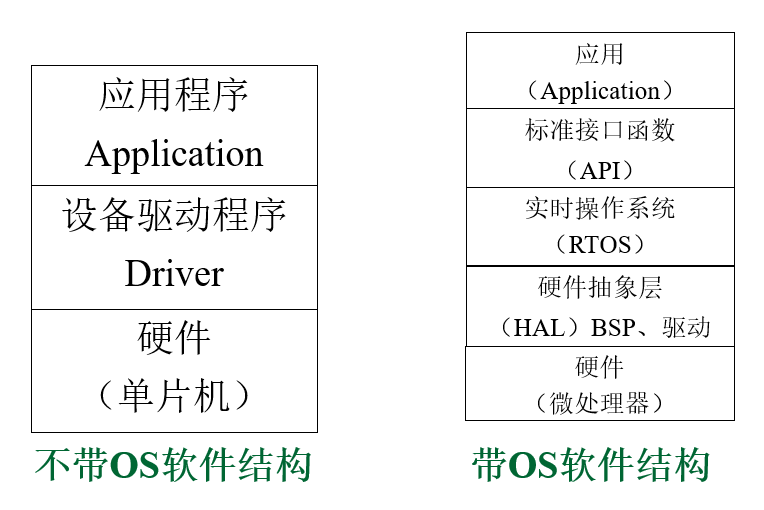 应用程序
Application
设备驱动程序
Driver
硬件
（单片机）
不带OS软件结构
应用
（Application）
标准接口函数
（API）
实时操作系统
（RTOS）
硬件抽象层
（HAL）BSP、驱动
硬件
（微处理器）
带OS软件结构